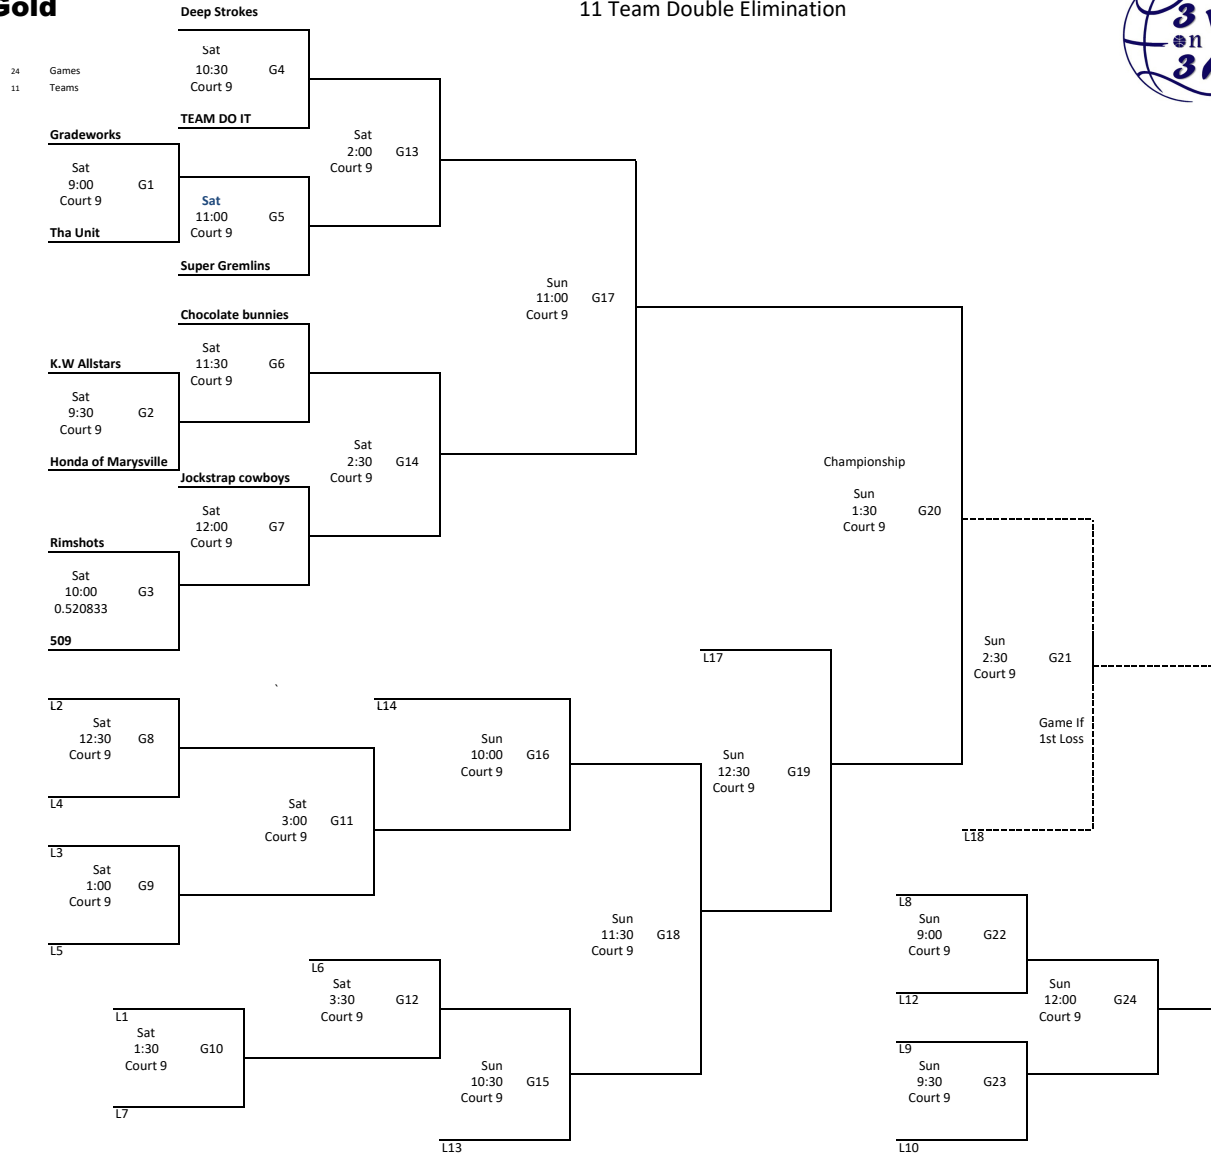 Gold
11 Team Double Elimination
3
on
3
24 Games
11 Teams
Deep Strokes
Sat
10:30 G4
Court 9
TEAM DO IT
Gradeworks
Sat
9:00 G1
Court 9
Tha Unit
Sat
11:00 G5
Court 9
Super Gremlins
Sat
2:00 G13
Court 9
Sun
11:00 G17
Court 9
Chocolate bunnies
Sat
11:30 G6
Court 9
K.W Allstars
Sat
9:30 G2
Court 9
Honda of Marysville
Sat
2:30 G14
Court 9
Jockstrap cowboys
Sat
12:00 G7
Court 9
Rimshots
Sat
10:00 G3
0.520833
509
Championship
Sun
1:30 G20
Court 9
Sun
2:30 G21
Court 9
Game If
1st Loss
L18
L17
Sun
12:30 G19
Court 9
L2
Sat
12:30 G8
Court 9
L4
L14
Sun
10:00 G16
Court 9
Sat
3:00 G11
Court 9
L3
Sat
1:00 G9
Court 9
L5
Sun
11:30 G18
Court 9
L6
Sat
3:30 G12
Court 9
L1
Sat
1:30 G10
Court 9
L7
Sun
10:30 G15
Court 9
L13
L8
Sun
9:00 G22
Court 9
L12
Sun
12:00 G24
Court 9
L9
Sun
9:30 G23
Court 9
L10